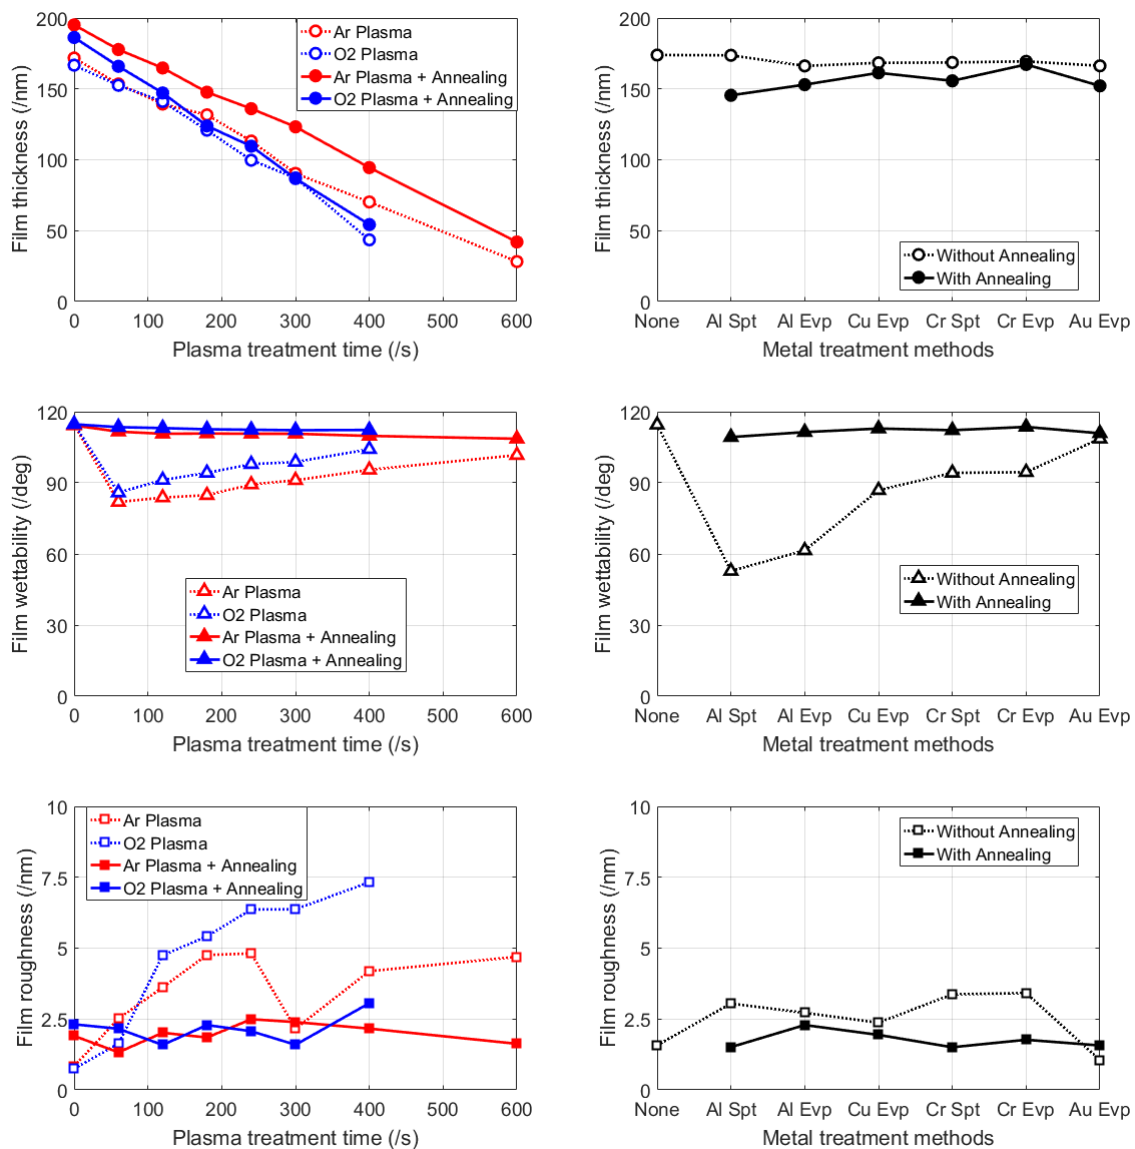 200
150
100
50
0
Film thickness (/nm)
Ar Plasma
O2 Plasma
Ar Plasma + Annealing
O2 Plasma + Annealing
0 100 200 300 400 500 600
Plasma treatment time (/s)
200
150
100
50
0
Film thickness (/nm)
Without Annealing
With Annealing
None Al Spt Al Evp Cu Evp Cr Spt Cr Evp Au Evp
Metal treatment methods
120
90
60
30
0
Film wettability (/deg)
Ar Plasma
O2 Plasma
Ar Plasma + Annealing
O2 Plasma + Annealing
0 100 200 300 400 500 600
Plasma treatment time (/s)
120
90
60
30
0
Film wettability (/deg)
Without Annealing
With Annealing
None Al Spt Al Evp Cu Evp Cr Spt Cr Evp Au Evp
Metal treatment methods
10
7.5
5
2.5
0
Film roughness (/nm)
Ar Plasma
O2 Plasma
Ar Plasma + Annealing
O2 Plasma + Annealing
0 100 200 300 400 500 600
Plasma treatment time (/s)
10
7.5
5
2.5
0
Film roughness (/nm)
Without Annealing
With Annealing
None Al Spt Al Evp Cu Evp Cr Spt Cr Evp Au Evp
Metal treatment methods